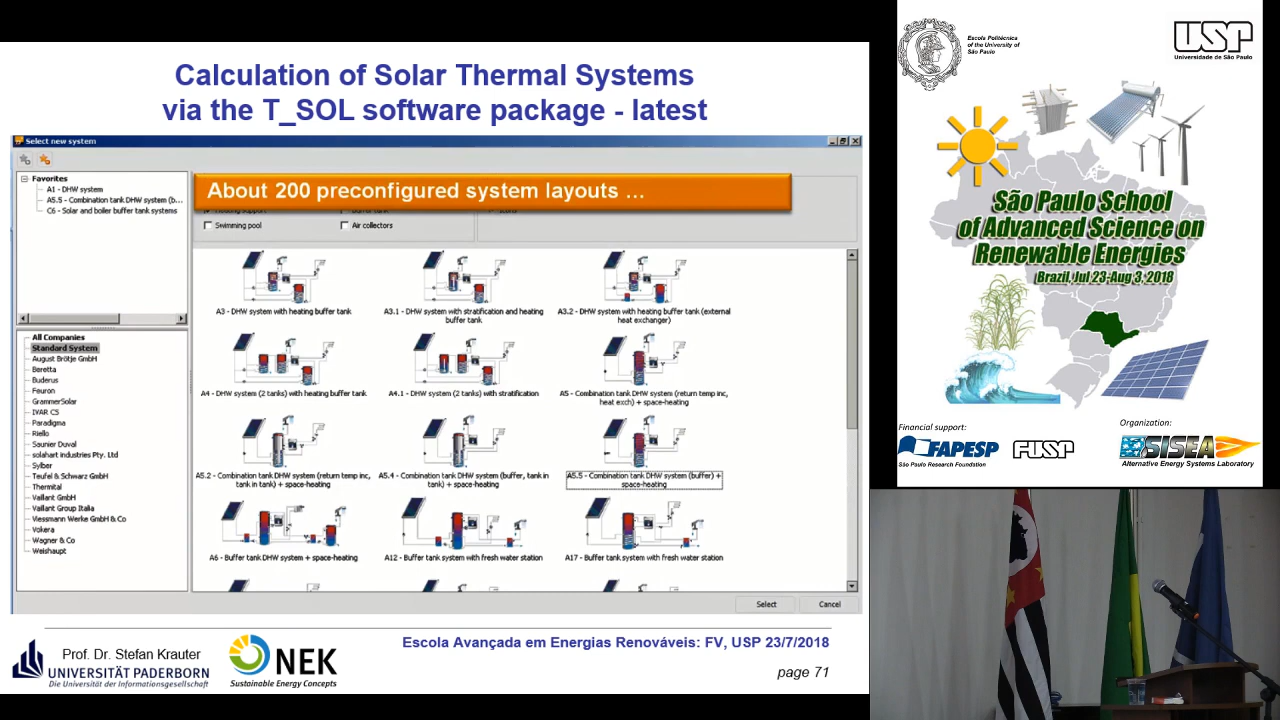 Calculation of Solar Thermal Systems
via the T_SOL software package - latest
Select new system
Favorites
A1 - DHW system
A5.5 - Combination tank DHW system (b...
C6 - Solar and boiler buffer tank systems
About 200 preconfigured system layouts ...
Swimming pool
Air collectors
A3 - DHW system with heating buffer tank
A3.1 - DHW system with stratification and heating
buffer tank
A3.2 - DHW system with heating buffer tank (external
heat exchanger)
A4 - DHW system (2 tanks) with heating buffer tank
A4.1 - DHW system (2 tanks) with stratification
A5 - Combination tank DHW system (return temp inc,
heat exch) + space-heating
A5.2 - Combination tank DHW system (return temp inc,
tank in tank) + space-heating
A5.4 - Combination tank DHW system (buffer, tank in
tank) + space-heating
A5.5 - Combination tank DHW system (buffer) +
space-heating
A6 - Buffer tank DHW system + space-heating
A12 - Buffer tank system with fresh water station
A17 - Buffer tank system with fresh water station
All Companies
Standard System
August Brötje GmbH
Beretta
Buderus
Feuron
GrammerSolar
IVAR CS
Paradigma
Riello
Saunier Duval
solahart industries Pty. Ltd
Sylber
Teufel & Schwarz GmbH
Thermital
Vaillant GmbH
Vaillant Group Italia
Viessmann Werke GmbH & Co
Vokera
Wagner & Co
Weishaupt
Select
Cancel
Prof. Dr. Stefan Krauter
UNIVERSITÄT PADERBORN
Die Universität der Informationsgesellschaft
NEK
Sustainable Energy Concepts
Escola Avançada em Energias Renováveis: FV, USP 23/7/2018
page 71
Escola Politécnica
of the University of
São Paulo
USP
Universidade de São Paulo
São Paulo School
of Advanced Science on
Renewable Energies
(Brazil, Jul 23-Aug 3, 2018
Financial support:
FAPESP
São Paulo Research Foundation
FUSP
Organization:
SISEA
Alternative Energy Systems Laboratory